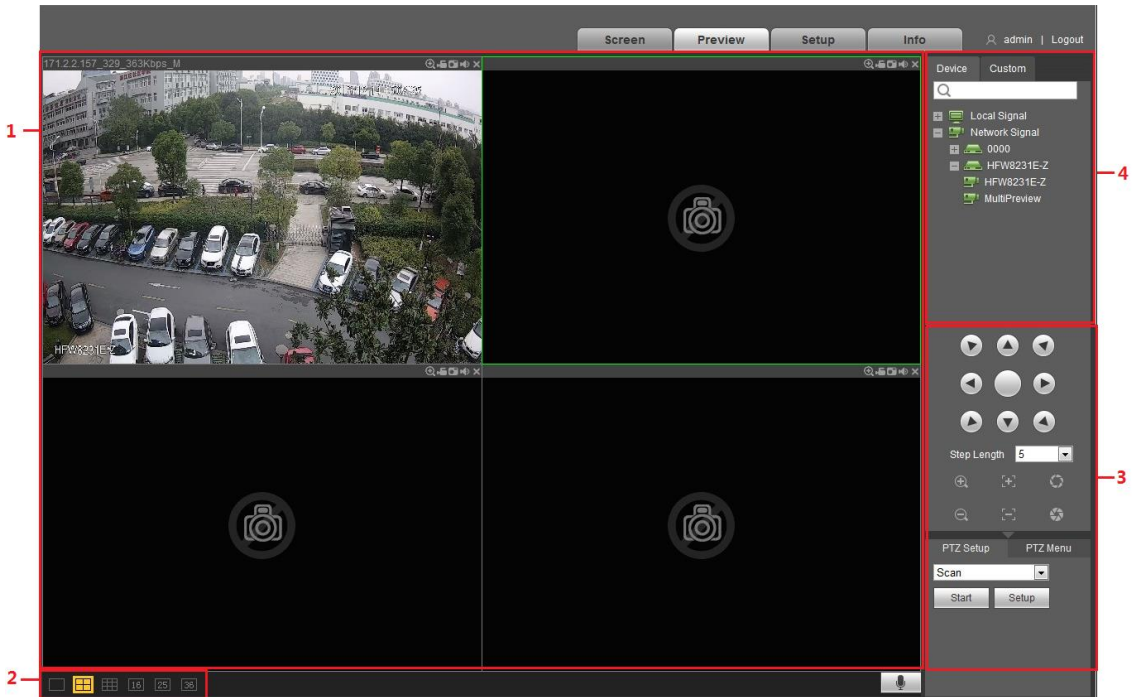 Screen
Preview
Setup
Info
admin | Logout
171.2.2.157_329_363Kbps_M
Device
Custom
Local Signal
Network Signal
0000
HFW8231E-Z
HFW8231E-Z
MultiPreview
1
4
HFW8231E-Z
Step Length 5
3
PTZ Setup
PTZ Menu
Scan
Start
Setup
2
16
25
36